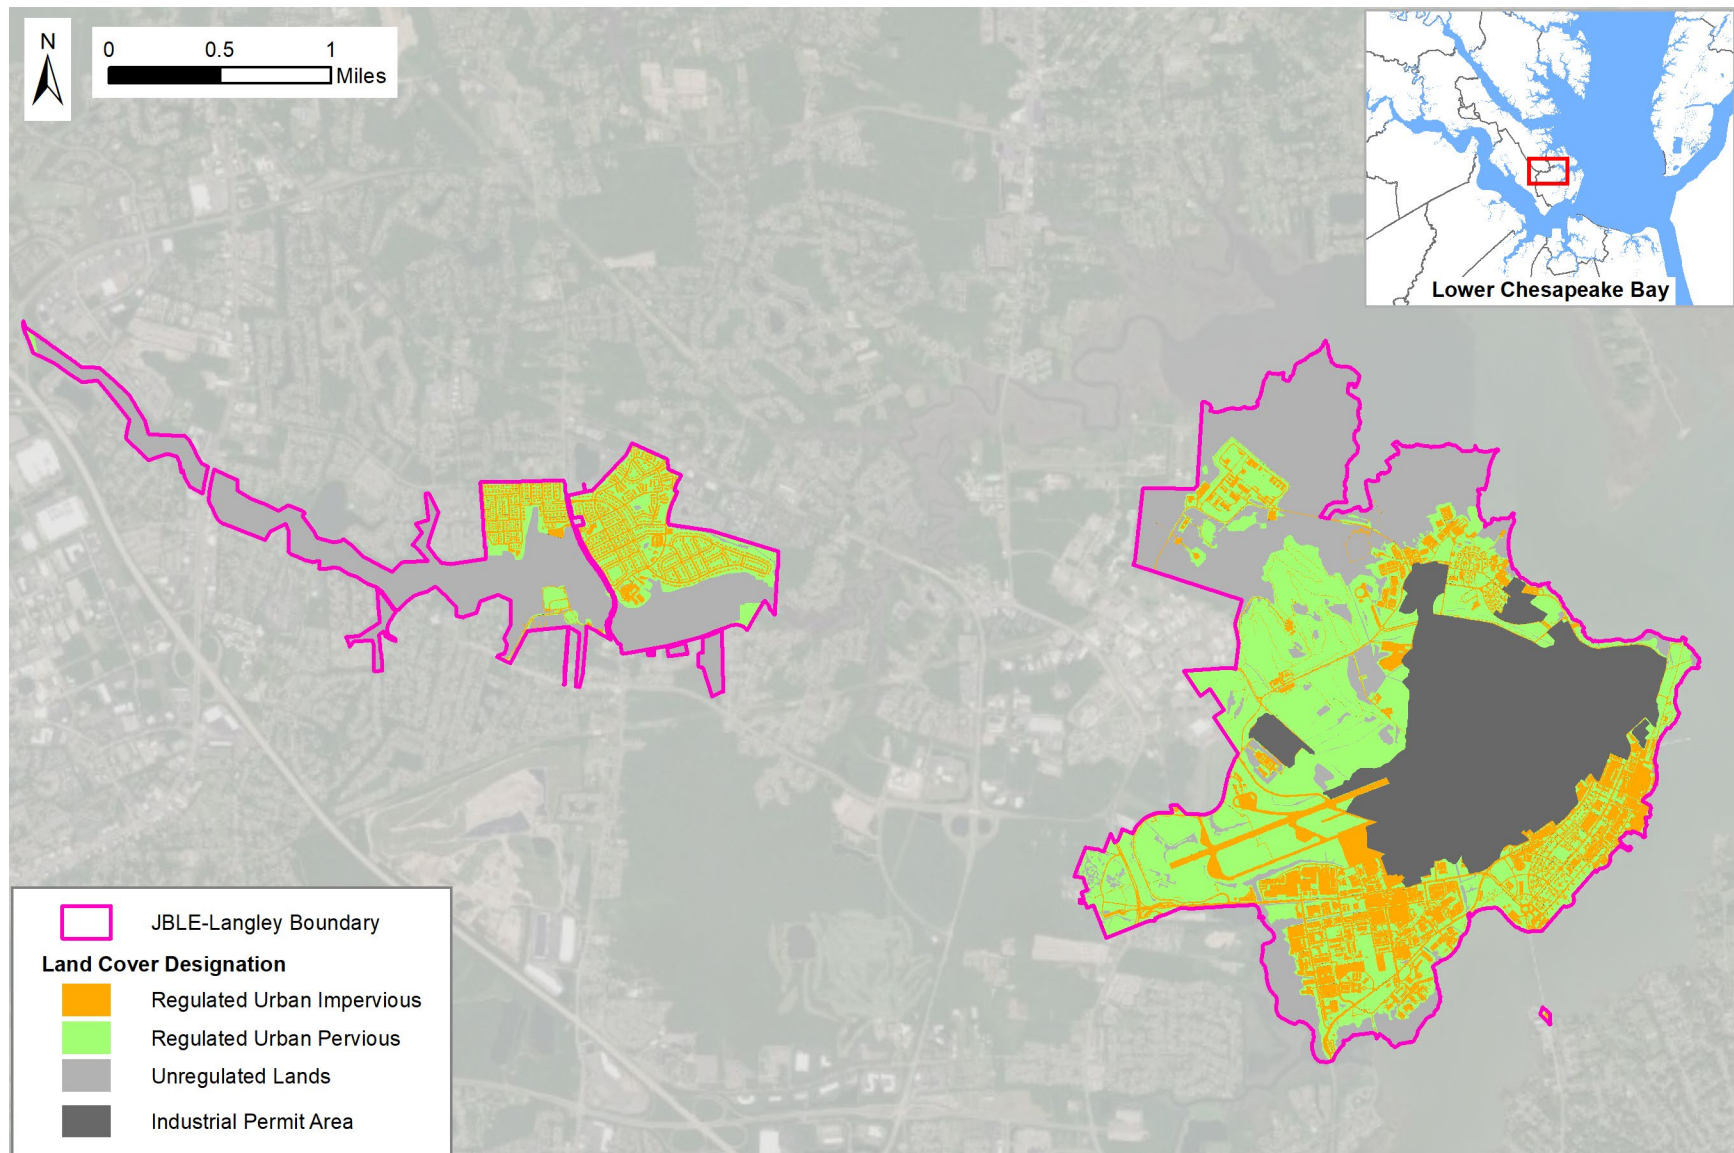 N
0 0.5 1
Miles
Lower Chesapeake Bay
JBLE-Langley Boundary
Land Cover Designation
Regulated Urban Impervious
Regulated Urban Pervious
Unregulated Lands
Industrial Permit Area